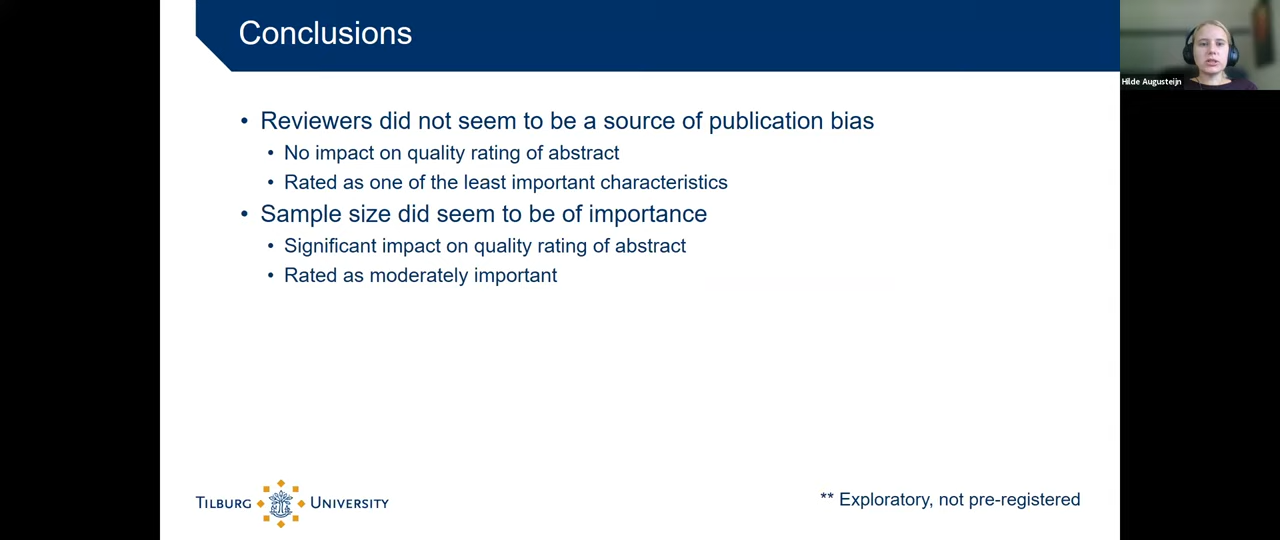 Conclusions
Hilde Augusteijn
• Reviewers did not seem to be a source of publication bias
• No impact on quality rating of abstract
• Rated as one of the least important characteristics
• Sample size did seem to be of importance
• Significant impact on quality rating of abstract
• Rated as moderately important
TILBURG UNIVERSITY
** Exploratory, not pre-registered